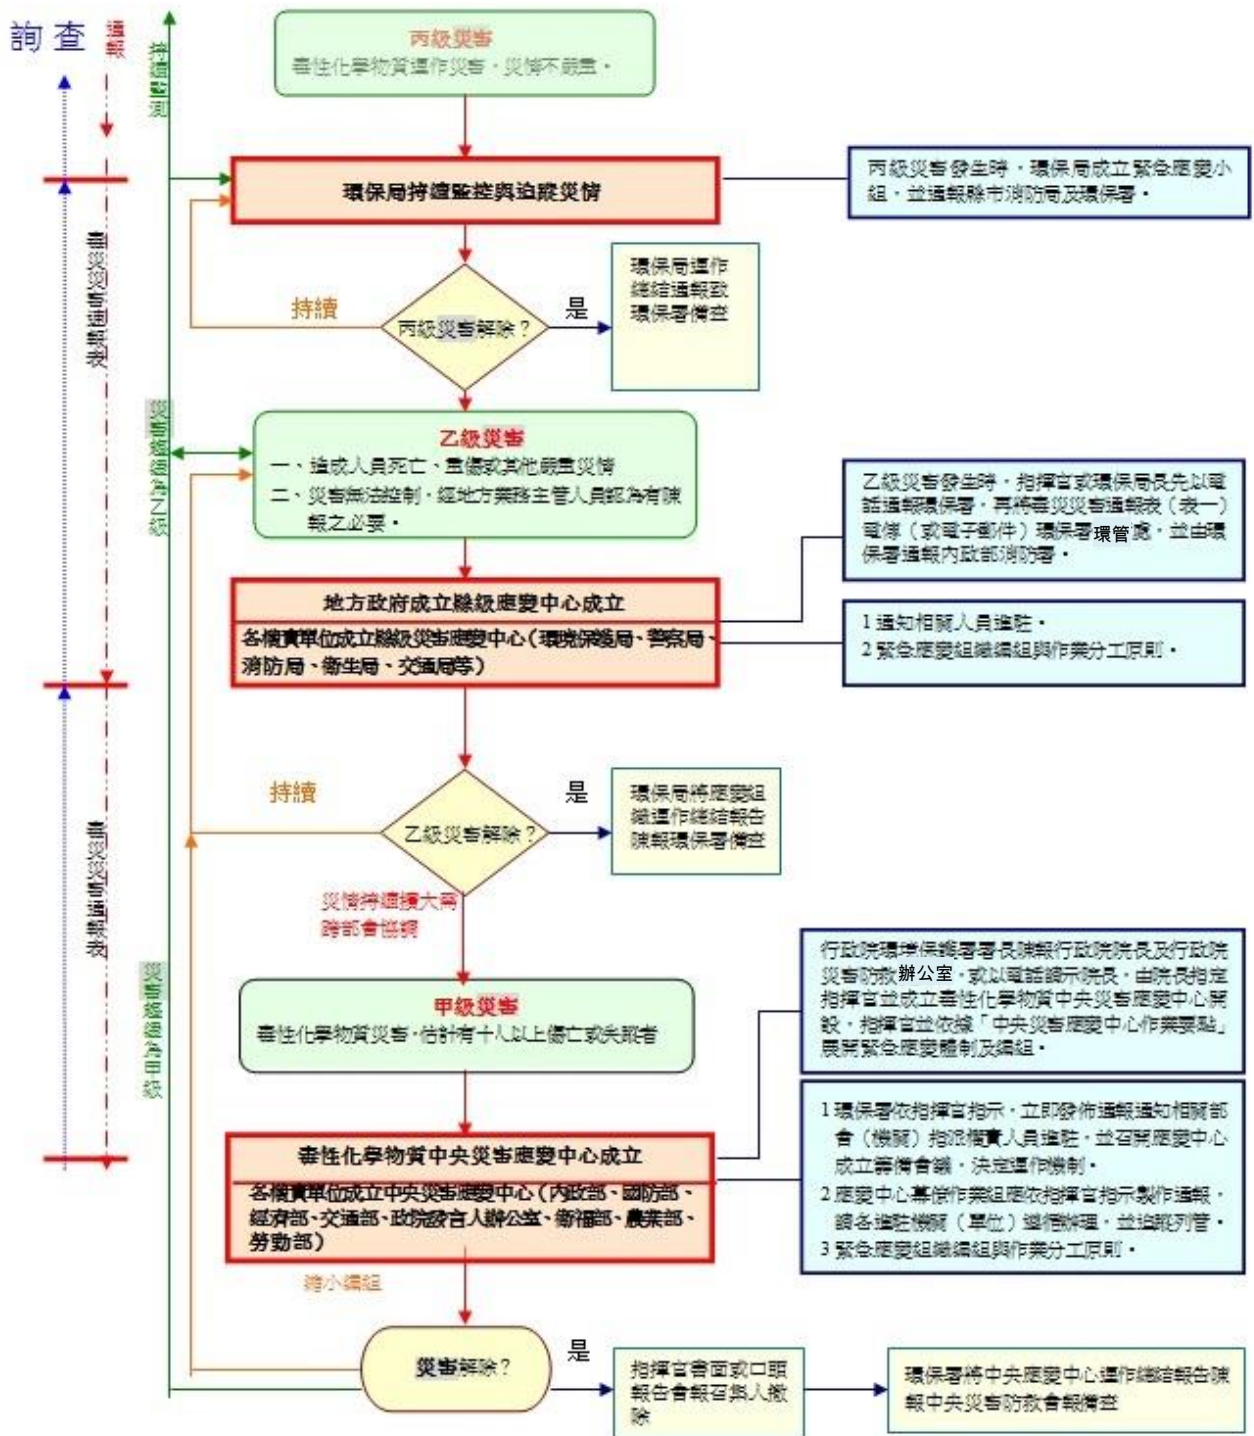 詢查
通報
持續監測
丙級災害
毒性化學物質運作災害，災情不嚴重。
環保局持續監控與追蹤災情
丙級災害發生時，環保局成立緊急應變小
組，並通報縣市消防局及環保署。
持續
丙級災害解除？
是
環保局運作
總結通報致
環保署備查
毒災災害通報表
災害縮編為乙級
乙級災害
一、造成人員死亡、重傷或其他嚴重災情
二、災害無法控制，經地方業務主管人員認為有陳
報之必要。
乙級災害發生時，指揮官或環保局長先以電
話通報環保署，再將毒災災害通報表（表一）
電傳（或電子郵件）環保署環管處，並由環
保署通報內政部消防署。
地方政府成立縣級應變中心成立
各權責單位成立縣級災害應變中心（環境保護局、警察局、
消防局、衛生局、交通局等）
1 通知相關人員進駐。
2 緊急應變組織編組與作業分工原則。
持續
乙級災害解除？
是
環保局將應變組
織運作總結報告
陳報環保署備查
毒災災害通報表
災情持續擴大需
跨部會協調
災害縮編為甲級
甲級災害
毒性化學物質災害，估計有十人以上傷亡或失蹤者
行政院環境保護署署長陳報行政院院長及行政院
災害防救辦公室，或以電話請示院長，由院長指定
指揮官並成立毒性化學物質中央災害應變中心開
設，指揮官並依據「中央災害應變中心作業要點」
展開緊急應變體制及編組。
毒性化學物質中央災害應變中心成立
各權責單位成立中央災害應變中心（內政部、國防部、
經濟部、交通部、政院發言人辦公室、衛福部、農業部、
勞動部）
1 環保署依指揮官指示，立即發佈通報通知相關部
會（機關）指派權責人員進駐，並召開應變中心
成立籌備會議，決定運作機制。
2 應變中心幕僚作業組應依指揮官指示製作通報，
請各進駐機關（單位）遵循辦理，並追蹤列管。
3 緊急應變組織編組與作業分工原則。
縮小編組
災害解除？
是
指揮官書面或口頭
報告會報召集人撤
除
環保署將中央應變中心運作總結報告陳
報中央災害防救會報備查